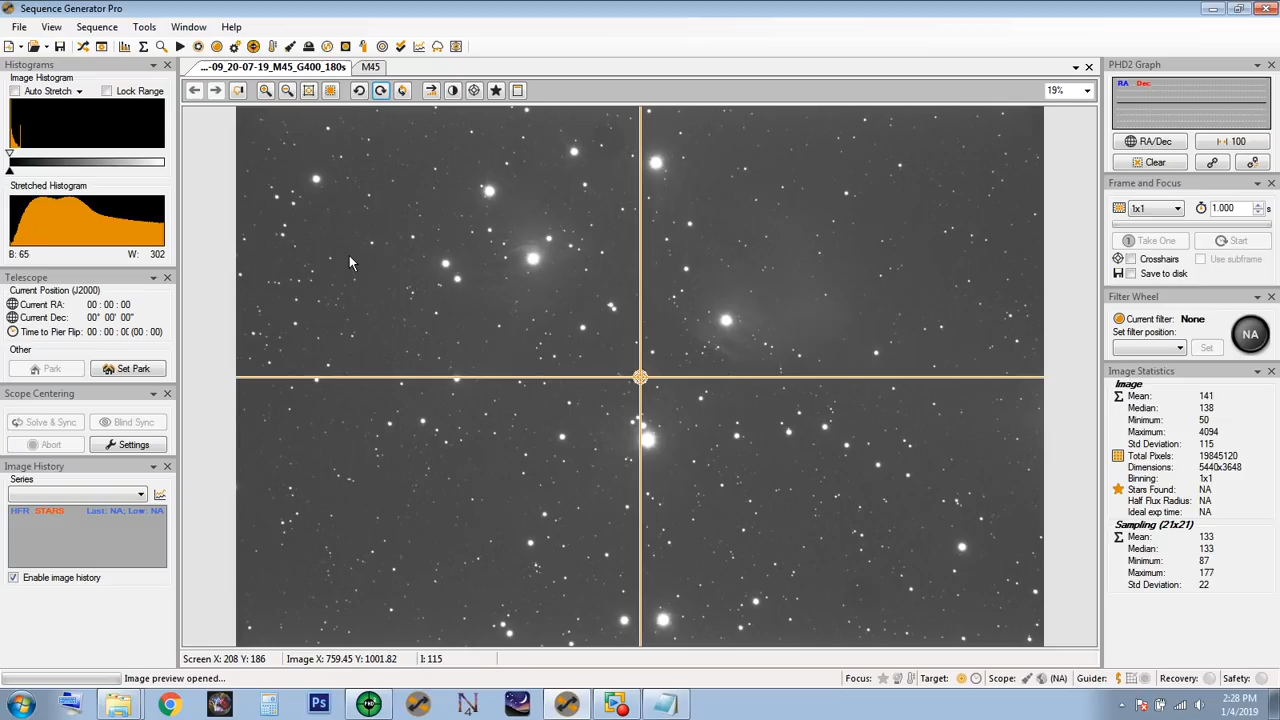 Sequence Generator Pro
File View Sequence Tools Window Help
Histograms
Image Histogram
Auto Stretch Lock Range
Stretched Histogram
B: 65 W: 302
Telescope
Current Position (J2000)
Current RA: 00 : 00 : 00
Current Dec: 00° 00' 00"
Time to Pier Flip: 00 : 00 : 0( (00 : 00)
Other
Park Set Park
Scope Centering
Solve & Sync Blind Sync
Abort Settings
Image History
Series
HFR STARS Last: NA; Low: NA
Enable image history
...-09_20-07-19_M45_G400_180s M45
19%
Screen X: 208 Y: 186 Image X: 759.45 Y: 1001.82 I: 115
PHD2 Graph
RA Dec
RA/Dec 100
Clear
Frame and Focus
1x1 1.000 s
1 Take One Start
Crosshairs Use subframe
Save to disk
Filter Wheel
Current filter: None
Set filter position: NA
Set
Image Statistics
Image
Mean: 141
Median: 138
Minimum: 50
Maximum: 4094
Std Deviation: 115
Total Pixels: 19845120
Dimensions: 5440x3648
Binning: 1x1
Stars Found: NA
Half Flux Radius: NA
Ideal exp time: NA
Sampling (21x21)
Mean: 133
Median: 133
Minimum: 87
Maximum: 177
Std Deviation: 22
Image preview opened...
Focus: Target: Scope: (NA) Guider: Recovery: Safety:
Ps PHD N 4
2:28 PM
1/4/2019